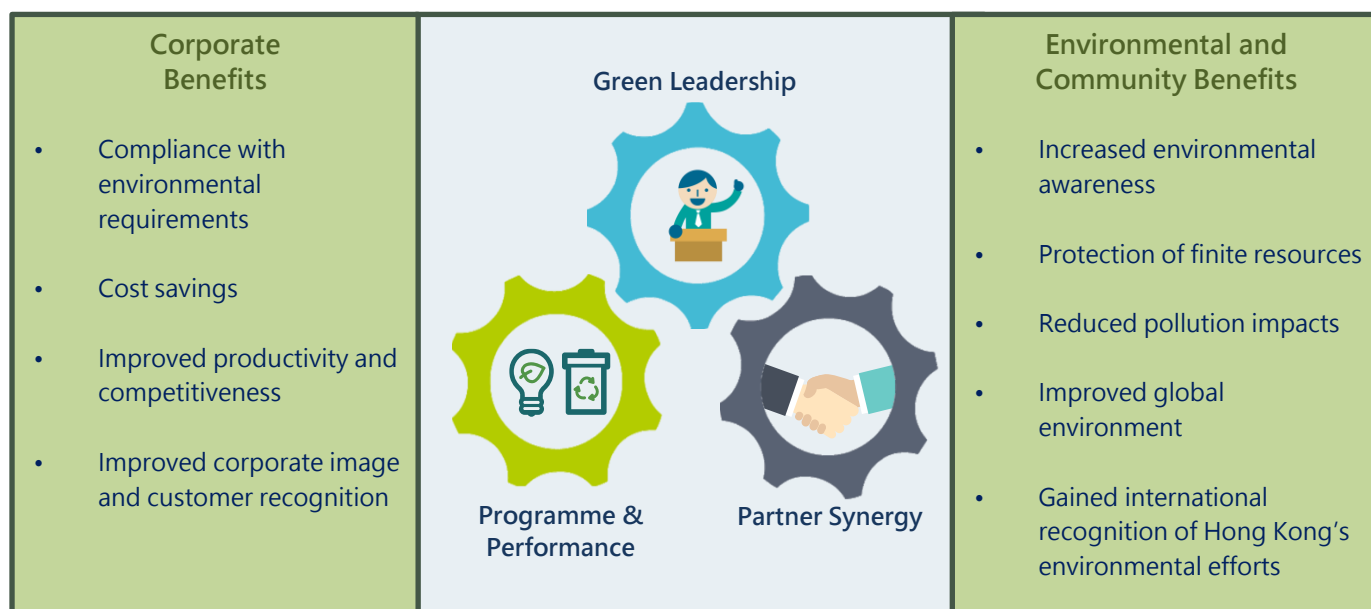 Corporate
Benefits
• Compliance with
environmental
requirements
• Cost savings
• Improved productivity and
competitiveness
• Improved corporate image
and customer recognition
Green Leadership
Programme &
Performance
Partner Synergy
Environmental and
Community Benefits
• Increased environmental
awareness
• Protection of finite resources
• Reduced pollution impacts
• Improved global
environment
• Gained international
recognition of Hong Kong's
environmental efforts